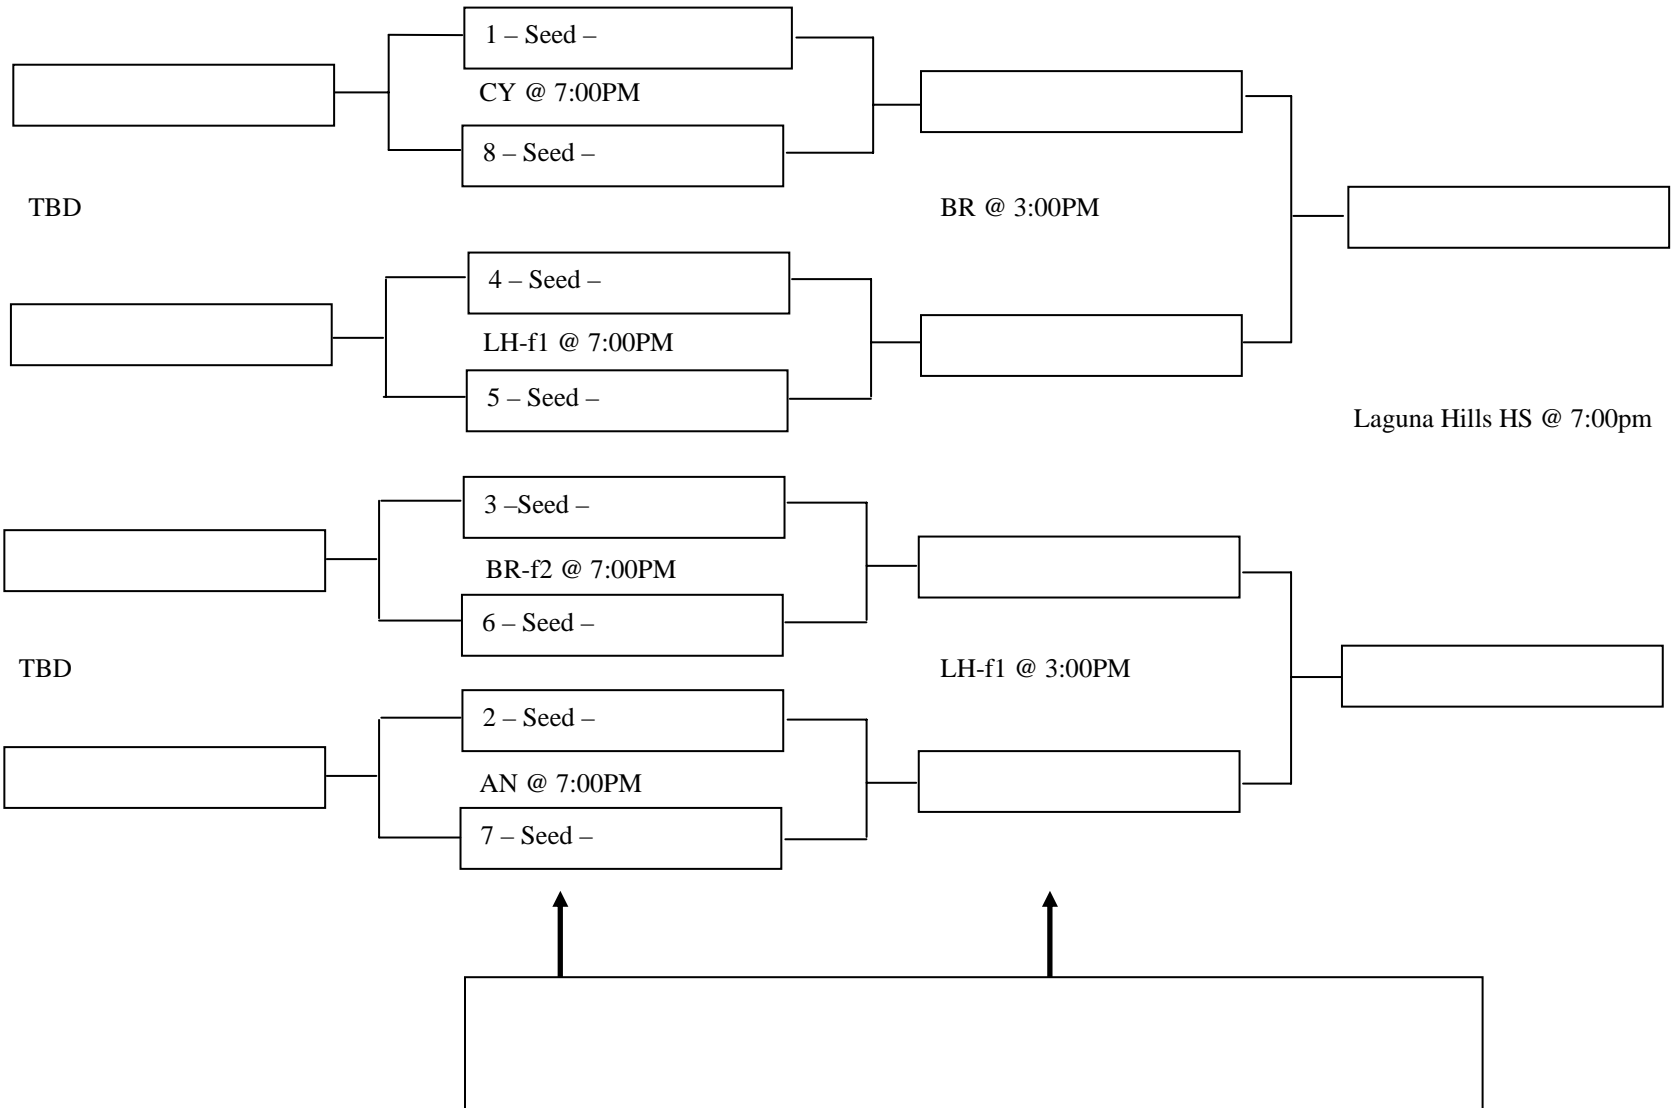 1 – Seed –
CY @ 7:00PM
8 – Seed –
TBD
BR @ 3:00PM
4 – Seed –
LH-f1 @ 7:00PM
5 – Seed –
Laguna Hills HS @ 7:00pm
3 –Seed –
BR-f2 @ 7:00PM
6 – Seed –
TBD
LH-f1 @ 3:00PM
2 – Seed –
AN @ 7:00PM
7 – Seed –